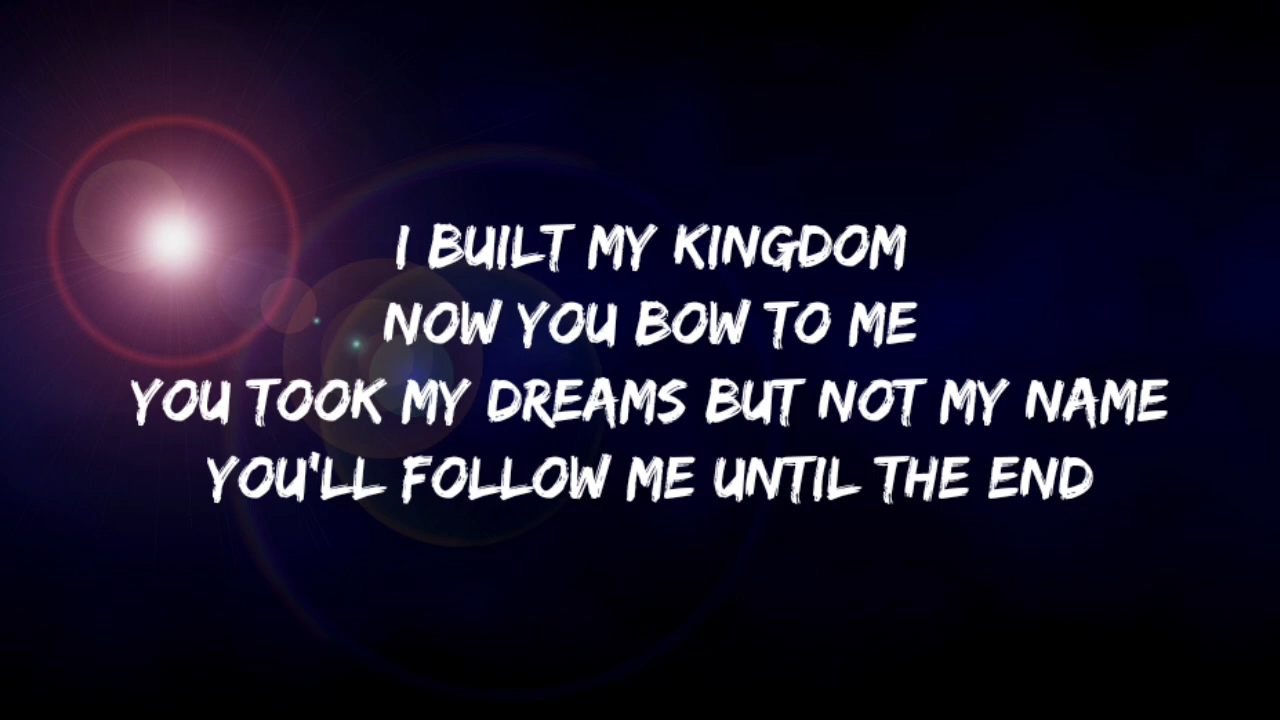 I BUILT MY KINGDOM
NOW YOU BOW TO ME
YOU TOOK MY DREAMS BUT NOT MY NAME
YOU'LL FOLLOW ME UNTIL THE END